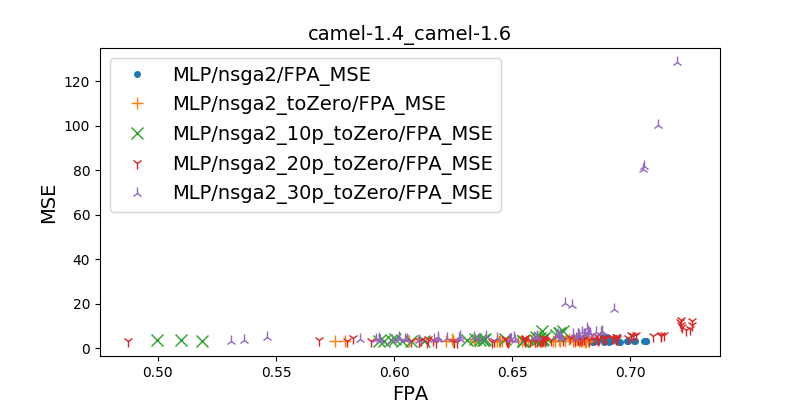 camel-1.4_camel-1.6
MLP/nsga2/FPA_MSE
MLP/nsga2_toZero/FPA_MSE
MLP/nsga2_10p_toZero/FPA_MSE
MLP/nsga2_20p_toZero/FPA_MSE
MLP/nsga2_30p_toZero/FPA_MSE
MSE
120
100
80
60
40
20
0
0.50 0.55 0.60 0.65 0.70
FPA